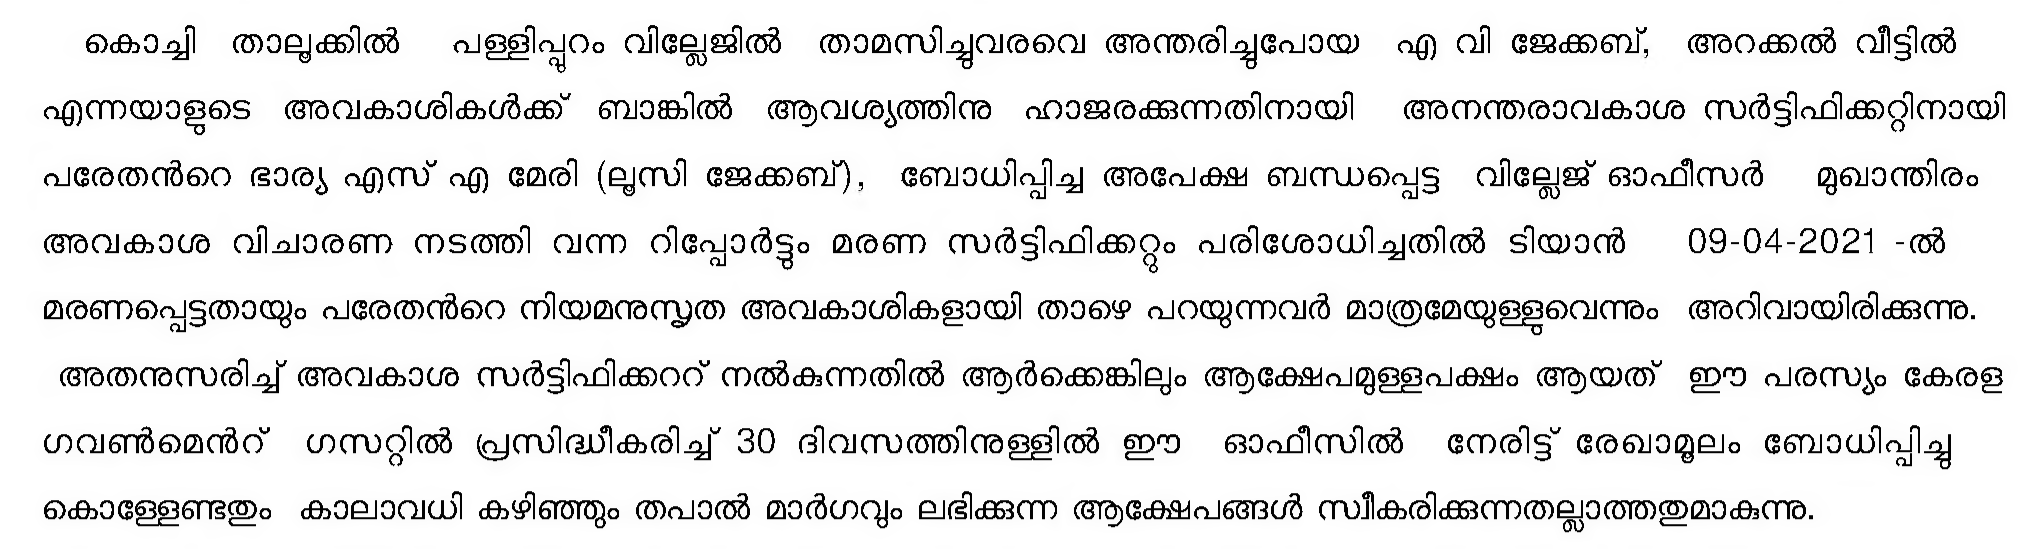 കൊച്ചി താലൂക്കിൽ പള്ളിപ്പുറം വില്ലേജിൽ താമസിച്ചുവരവെ അന്തരിച്ചുപോയ എ വി ജേക്കബ്, അറക്കൽ വീട്ടിൽ
എന്നയാളുടെ അവകാശികൾക്ക് ബാങ്കിൽ ആവശ്യത്തിനു ഹാജരക്കുന്നതിനായി അനന്തരാവകാശ സർട്ടിഫിക്കറ്റിനായി
പരേതൻറെ ഭാര്യ എസ് എ മേരി (ലൂസി ജേക്കബ്), ബോധിപ്പിച്ച അപേക്ഷ ബന്ധപ്പെട്ട വില്ലേജ് ഓഫീസർ മുഖാന്തിരം
അവകാശ വിചാരണ നടത്തി വന്ന റിപ്പോർട്ടും മരണ സർട്ടിഫിക്കറ്റും പരിശോധിച്ചതിൽ ടിയാൻ 09-04-2021 -ൽ
മരണപ്പെട്ടതായും പരേതൻറെ നിയമനുസൃത അവകാശികളായി താഴെ പറയുന്നവർ മാത്രമേയുള്ളുവെന്നും അറിവായിരിക്കുന്നു.
അതനുസരിച്ച് അവകാശ സർട്ടിഫിക്കററ് നൽകുന്നതിൽ ആർക്കെങ്കിലും ആക്ഷേപമുള്ളപക്ഷം ആയത് ഈ പരസ്യം കേരള
ഗവൺമെൻറ് ഗസറ്റിൽ പ്രസിദ്ധീകരിച്ച് 30 ദിവസത്തിനുള്ളിൽ ഈ ഓഫീസിൽ നേരിട്ട് രേഖാമൂലം ബോധിപ്പിച്ചു
കൊള്ളേണ്ടതും കാലാവധി കഴിഞ്ഞും തപാൽ മാർഗവും ലഭിക്കുന്ന ആക്ഷേപങ്ങൾ സ്വീകരിക്കുന്നതല്ലാത്തതുമാകുന്നു.